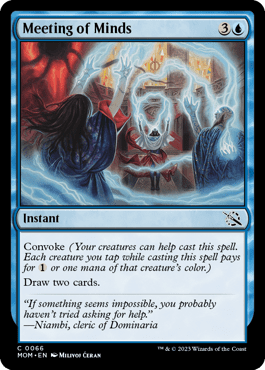 Meeting of Minds 3
Instant
Convoke (Your creatures can help cast this spell.
Each creature you tap while casting this spell pays
for 1 or one mana of that creature's color.)
Draw two cards.
"If something seems impossible, you probably
haven't tried asking for help."
—Niambi, cleric of Dominaria
C 0066
MOM • EN MILIVOJ ĆERAN
™ & © 2023 Wizards of the Coast